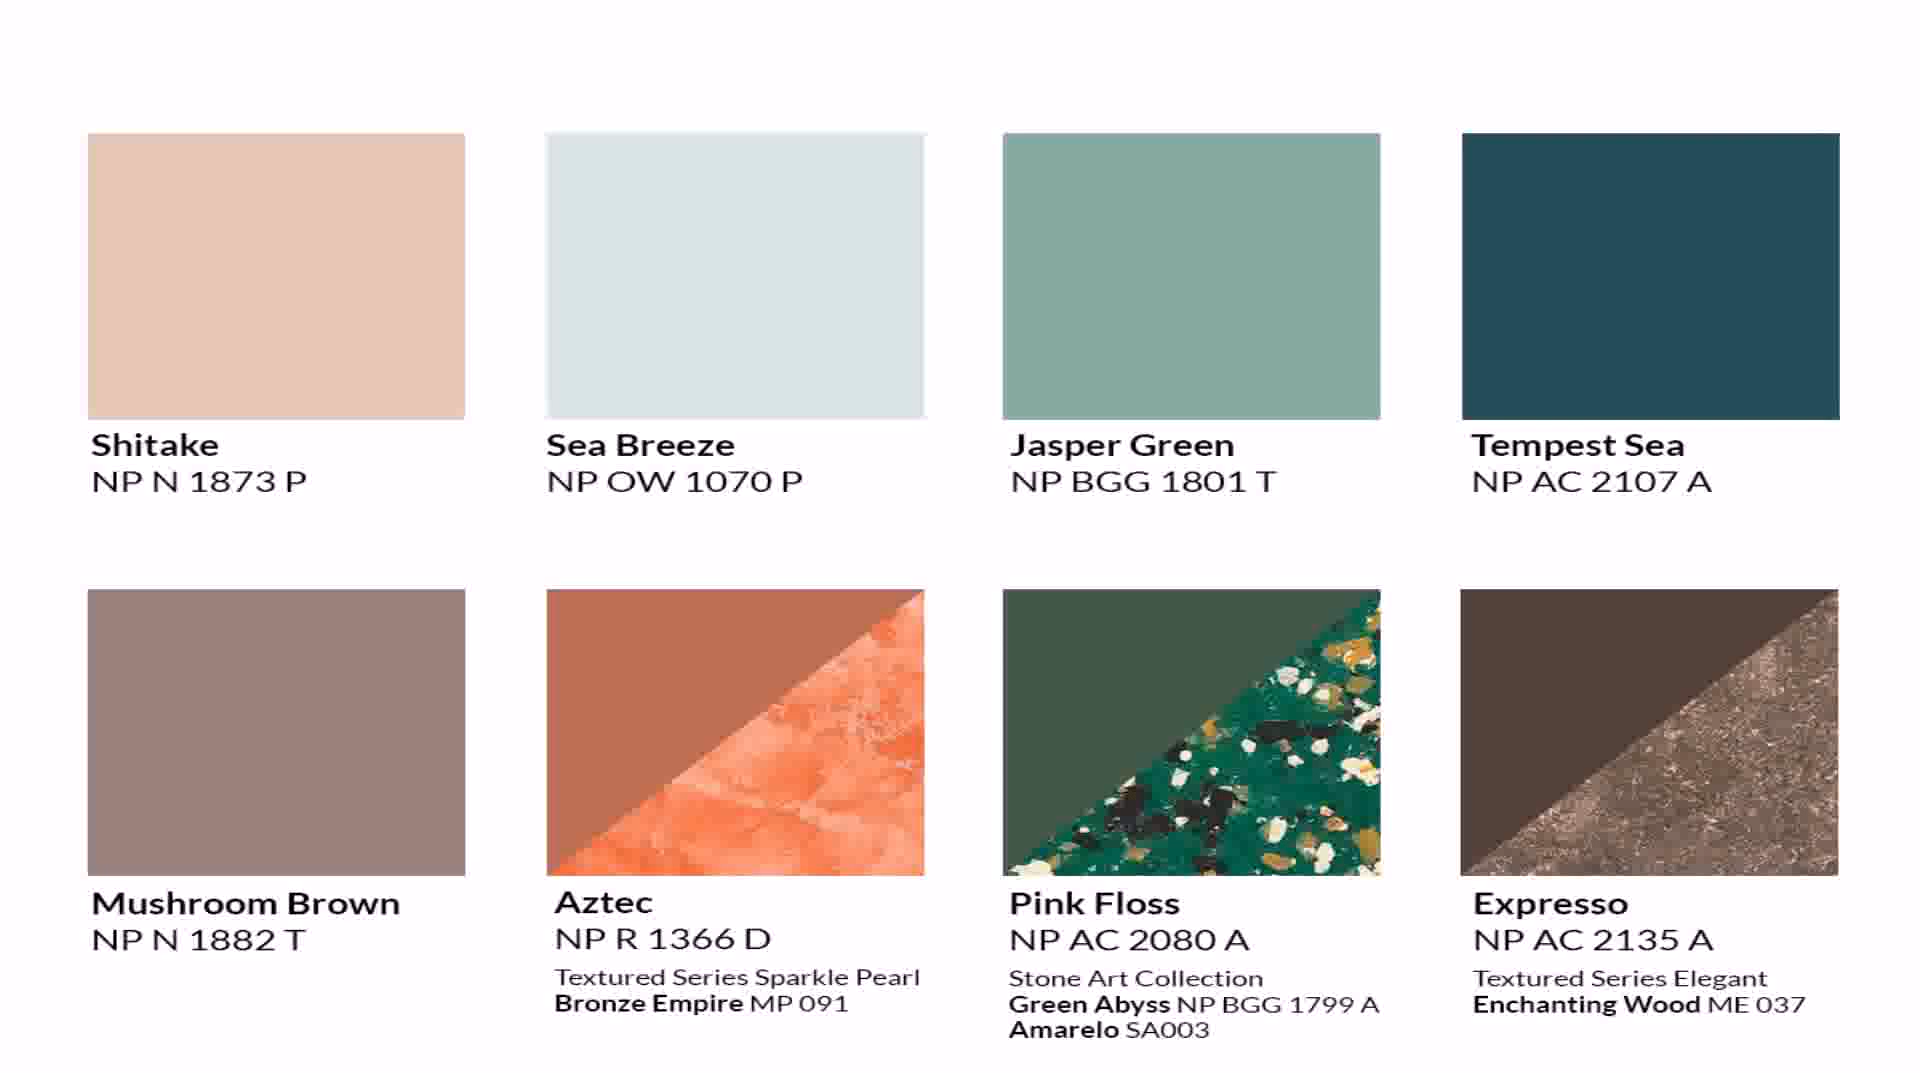 Shitake
NP N 1873 P
Sea Breeze
NP OW 1070 P
Jasper Green
NP BGG 1801 T
Tempest Sea
NP AC 2107 A
Mushroom Brown
NP N 1882 T
Aztec
NP R 1366 D
Textured Series Sparkle Pearl
Bronze Empire MP 091
Pink Floss
NP AC 2080 A
Stone Art Collection
Green Abyss NP BGG 1799 A
Amarelo SA003
Expresso
NP AC 2135 A
Textured Series Elegant
Enchanting Wood ME 037